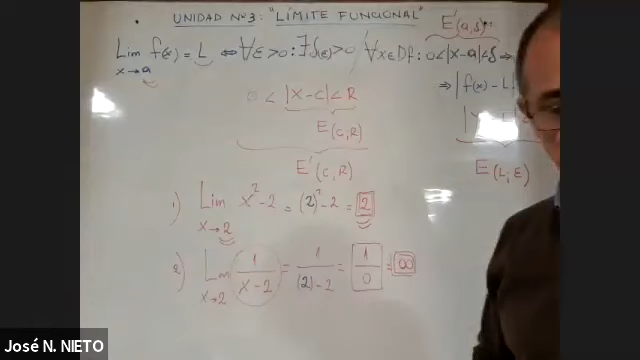 UNIDAD Nº3: "LÍMITE FUNCIONAL"
E'(a,δ)
Lim f(x) = L ⇔ ∀ε>0 : ∃ δ(ε)>0 / ∀x∈Df : 0<|x-a|<δ ⇒
x→a
⇒ |f(x) - L|
0 < |x-c| < R
E(c,R)
E'(c,R)
E(L,ε)
1) Lim x² - 2 = (2)² - 2 = 2
x→2
2) Lim 1/(x-2) = 1/((2)-2) = 1/0 = ∞
x→2
José N. NIETO